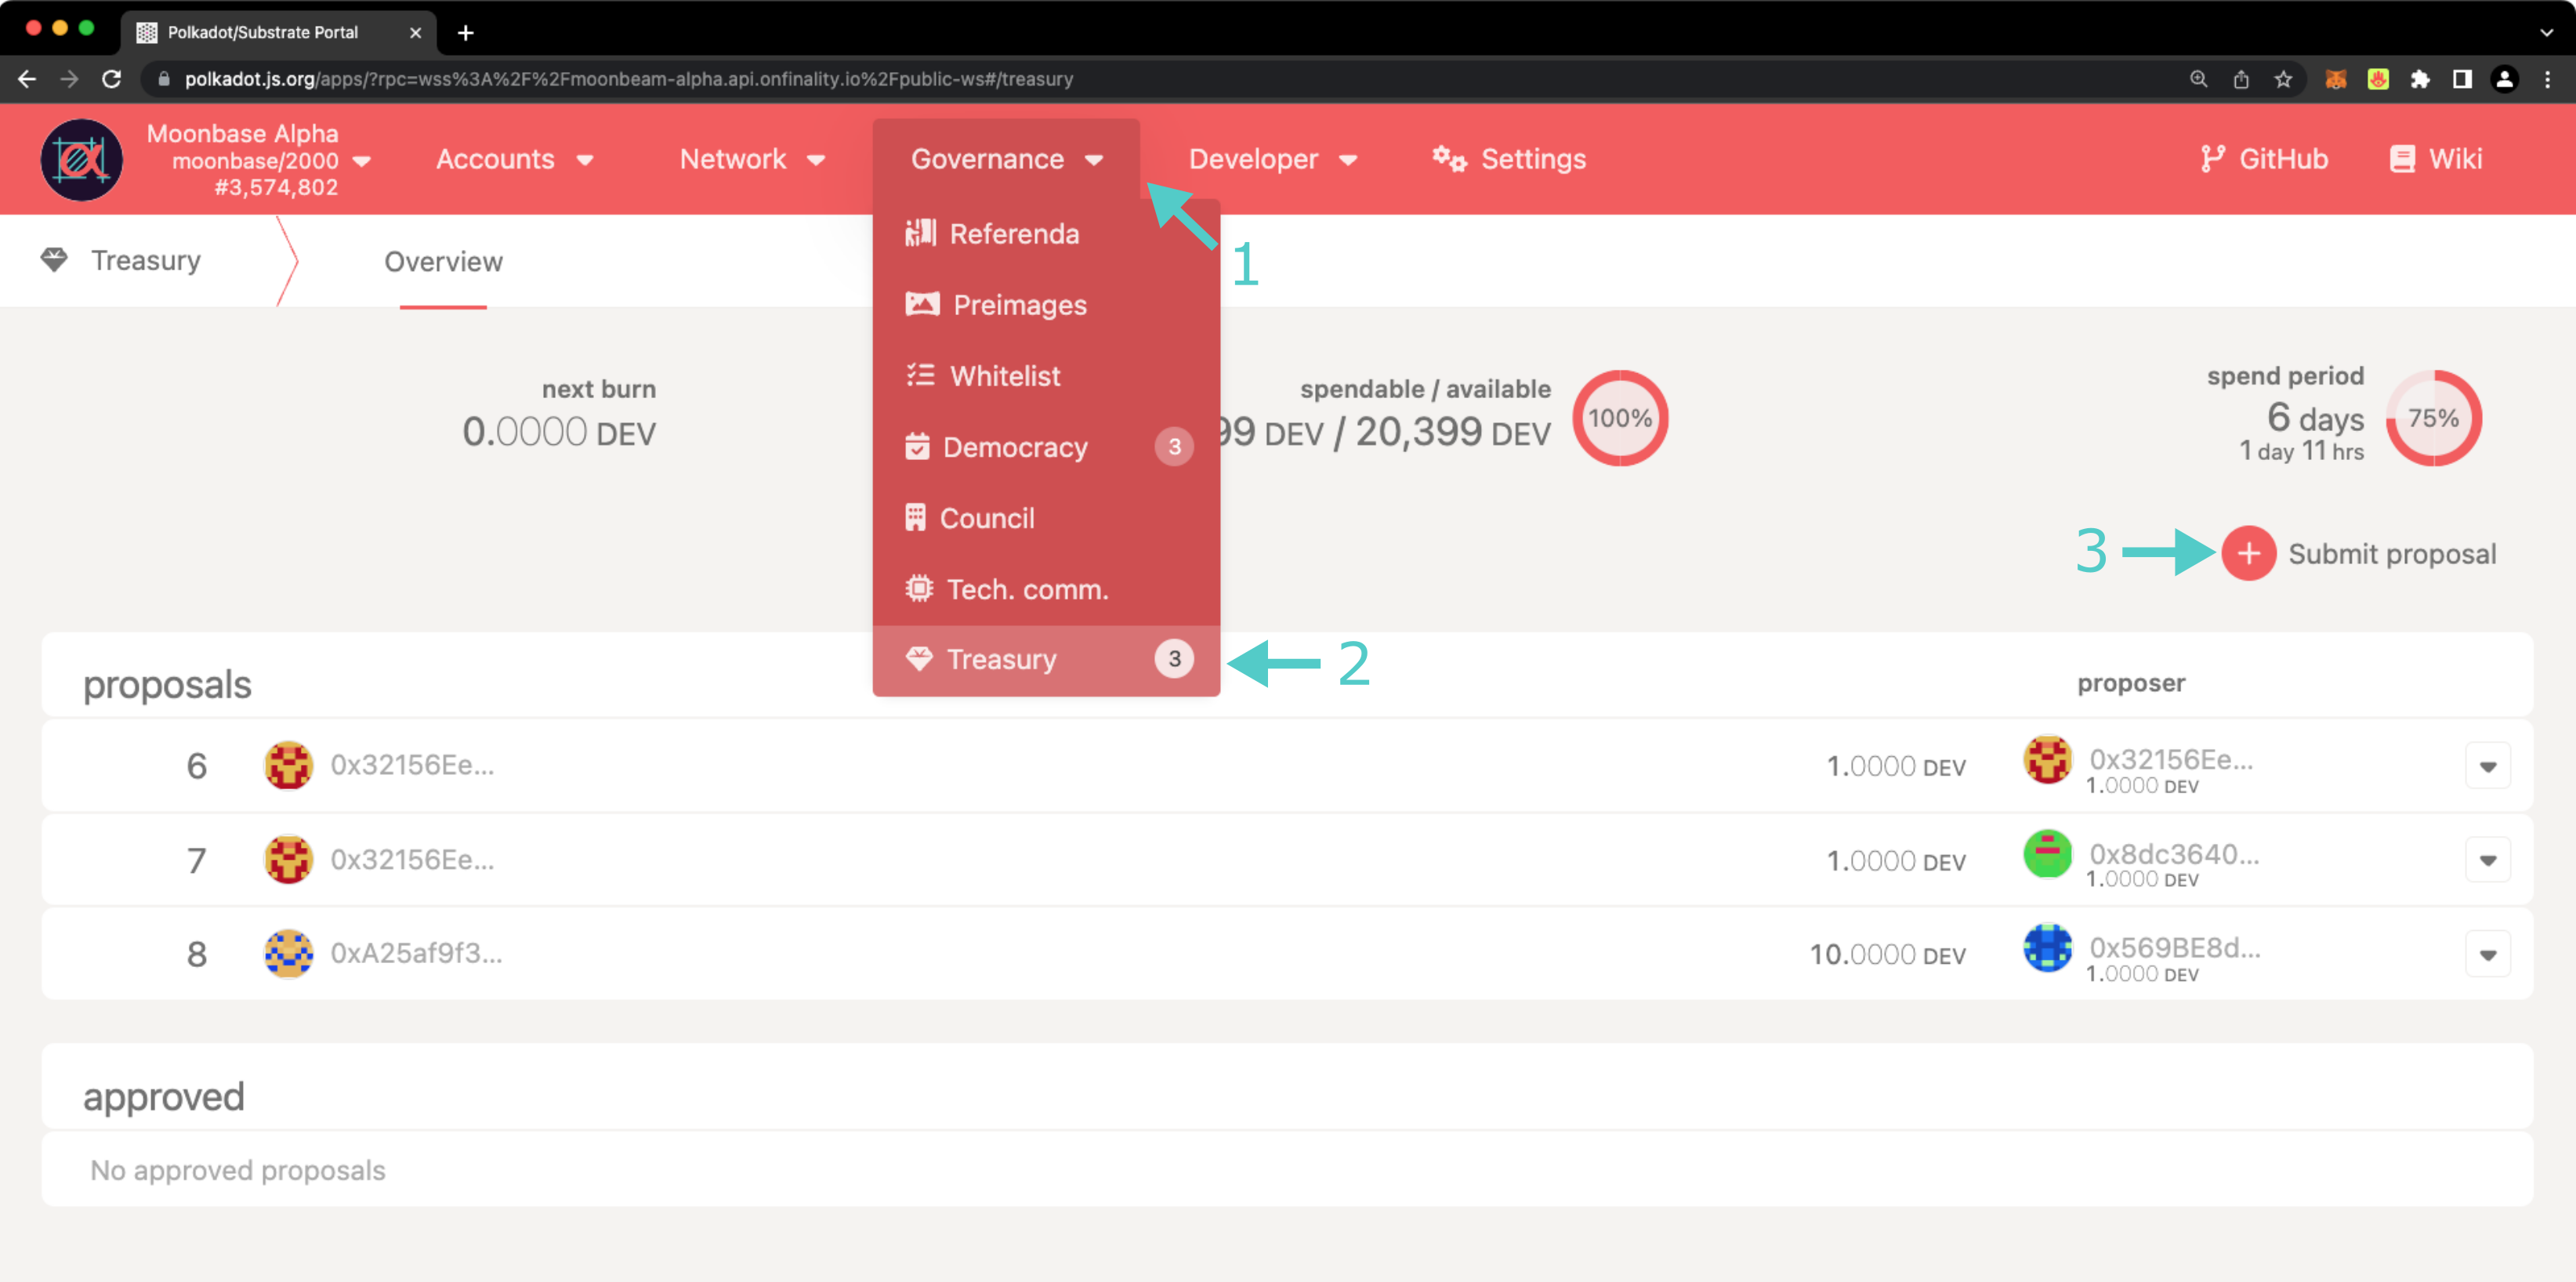 Polkadot/Substrate Portal
polkadot.js.org/apps/?rpc=wss%3A%2F%2Fmoonbeam-alpha.api.onfinality.io%2Fpublic-ws#/treasury
Moonbase Alpha
moonbase/2000
#3,574,802
Accounts
Network
Governance
Developer
Settings
GitHub
Wiki
Treasury
Overview
Referenda
Preimages
Whitelist
Democracy 3
Council
Tech. comm.
Treasury 3
1
2
next burn
0.0000 DEV
spendable / available
99 DEV / 20,399 DEV
100%
spend period
6 days
1 day 11 hrs
75%
3
Submit proposal
proposals
proposer
6 0x32156Ee... 1.0000 DEV 0x32156Ee...
1.0000 DEV
7 0x32156Ee... 1.0000 DEV 0x8dc3640...
1.0000 DEV
8 0xA25af9f3... 10.0000 DEV 0x569BE8d...
1.0000 DEV
approved
No approved proposals